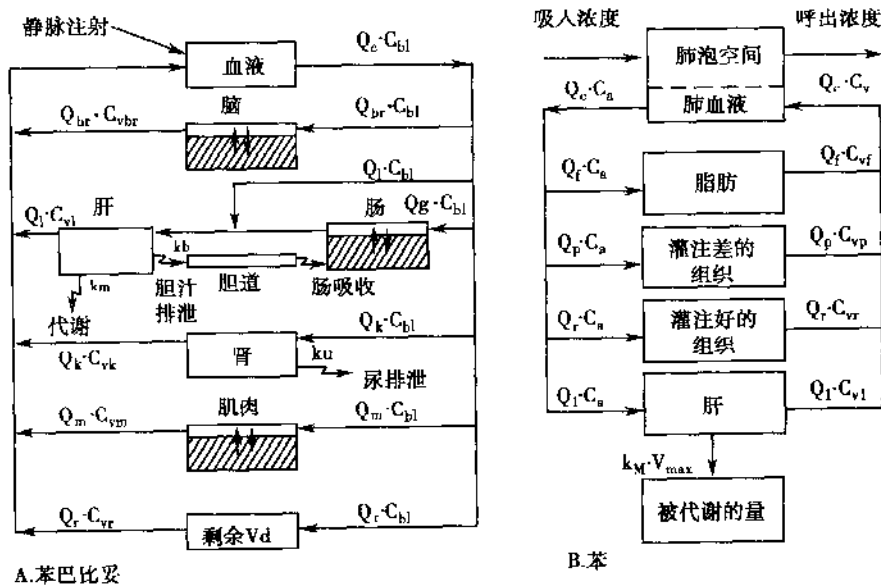 静脉注射
血液
Qc·Cbl
脑
Qbr·Cvbr
Qbr·Cbl
Ql·Cbl
肝
肠
Ql·Cvl
Qg·Cbl
kb
km
胆汁
排泄
胆道
肠吸收
代谢
Qk·Cbl
肾
ku
Qk·Cvk
尿排泄
肌肉
Qm·Cvm
Qm·Cbl
Qr·Cvr
剩余Vd
Qr·Cbl
A.苯巴比妥
吸人浓度
呼出浓度
肺泡空间
Qc·Ca
肺血液
Qc·Cv
Qf·Ca
脂肪
Qf·Cvf
Qp·Ca
灌注差的
组织
Qp·Cvp
Qr·Ca
灌注好的
组织
Qr·Cvr
Ql·Ca
肝
Ql·Cvl
kM·Vmax
被代谢的量
B.苯